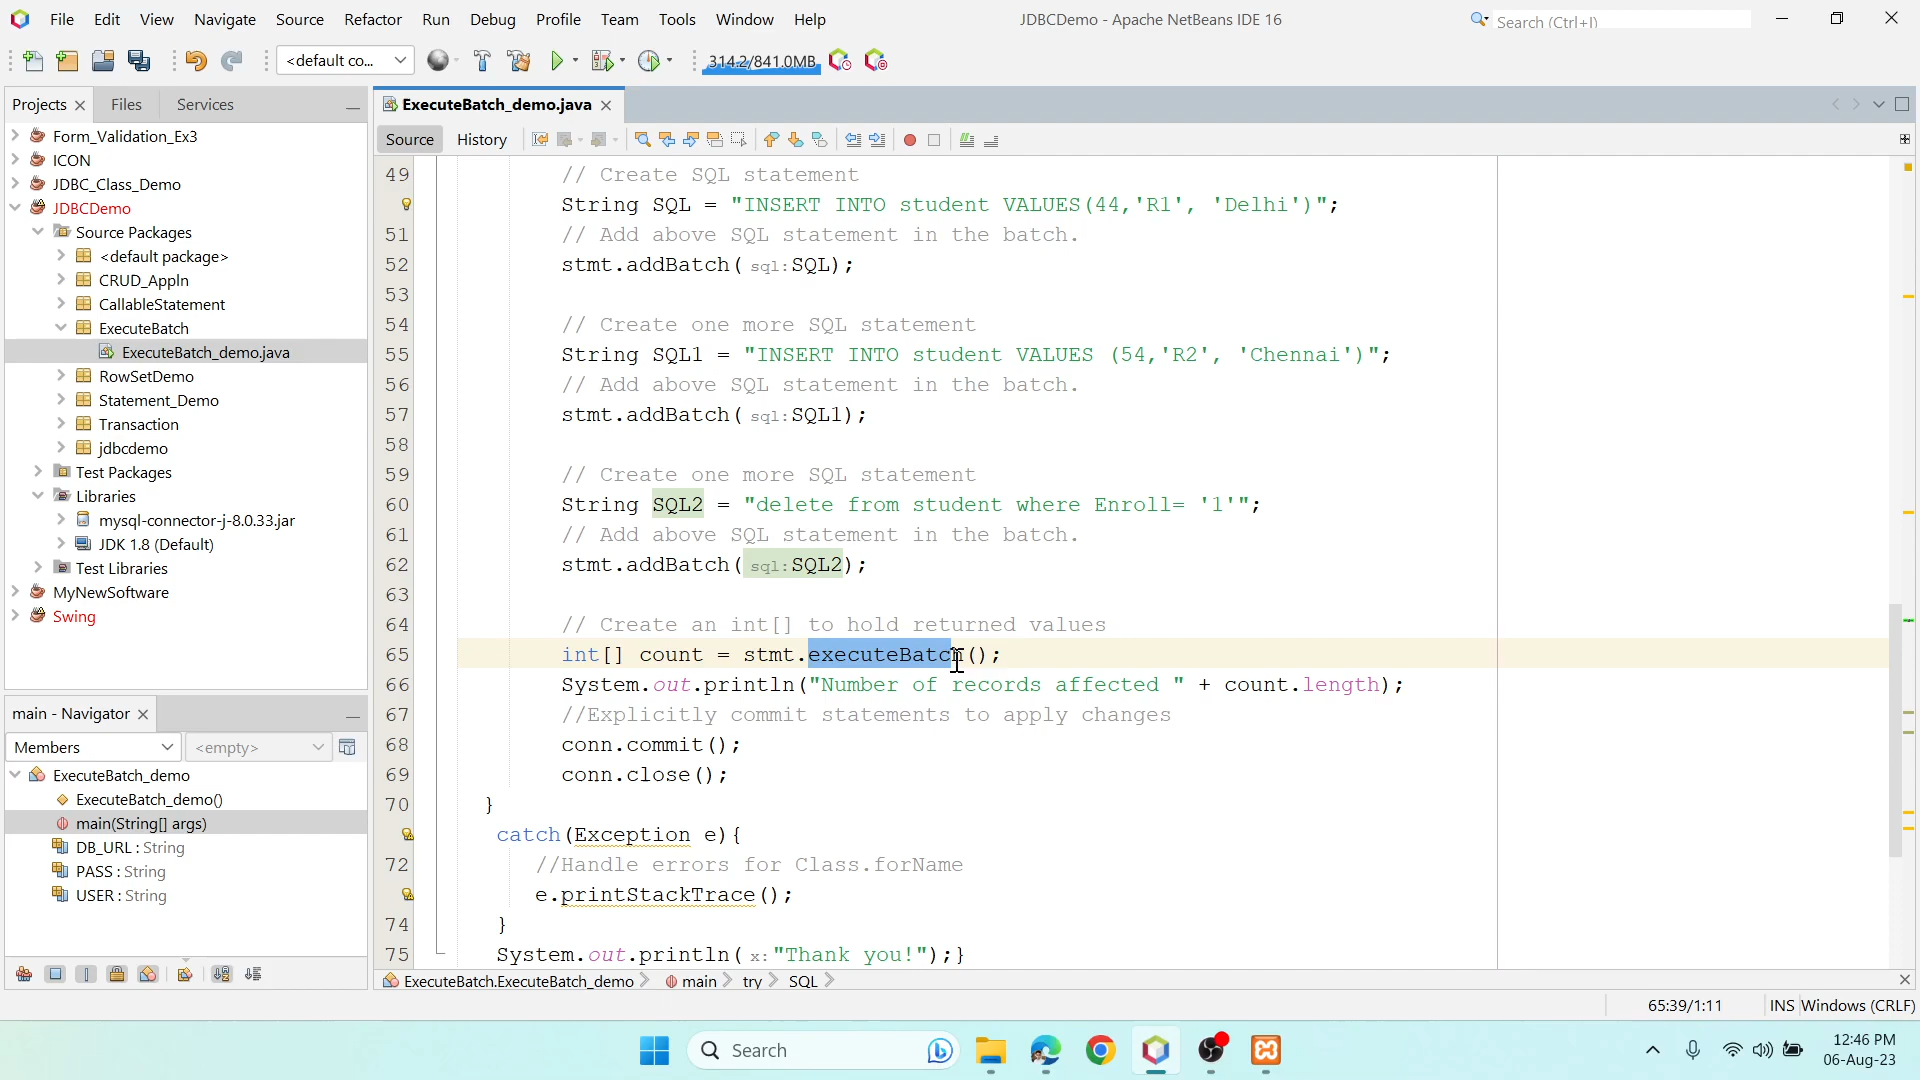 File Edit View Navigate Source Refactor Run Debug Profile Team Tools Window Help JDBCDemo - Apache NetBeans IDE 16 Search (Ctrl+I)
<default co... 314.2/841.0MB
Projects Files Services
Form_Validation_Ex3
ICON
JDBC_Class_Demo
JDBCDemo
Source Packages
<default package>
CRUD_Appln
CallableStatement
ExecuteBatch
ExecuteBatch_demo.java
RowSetDemo
Statement_Demo
Transaction
jdbcdemo
Test Packages
Libraries
mysql-connector-j-8.0.33.jar
JDK 1.8 (Default)
Test Libraries
MyNewSoftware
Swing
main - Navigator
Members <empty>
ExecuteBatch_demo
ExecuteBatch_demo()
main(String[] args)
DB_URL : String
PASS : String
USER : String
ExecuteBatch_demo.java
Source History
49 // Create SQL statement
String SQL = "INSERT INTO student VALUES(44,'R1', 'Delhi')";
51 // Add above SQL statement in the batch.
52 stmt.addBatch( sql: SQL);
53
54 // Create one more SQL statement
55 String SQL1 = "INSERT INTO student VALUES (54,'R2', 'Chennai')";
56 // Add above SQL statement in the batch.
57 stmt.addBatch( sql: SQL1);
58
59 // Create one more SQL statement
60 String SQL2 = "delete from student where Enroll= '1'";
61 // Add above SQL statement in the batch.
62 stmt.addBatch( sql: SQL2);
63
64 // Create an int[] to hold returned values
65 int[] count = stmt.executeBatch();
66 System.out.println("Number of records affected " + count.length);
67 //Explicitly commit statements to apply changes
68 conn.commit();
69 conn.close();
70 }
catch(Exception e){
72 //Handle errors for Class.forName
e.printStackTrace();
74 }
75 System.out.println( x: "Thank you!");}
ExecuteBatch.ExecuteBatch_demo main try SQL
65:39/1:11 INS Windows (CRLF)
Search
12:46 PM
06-Aug-23